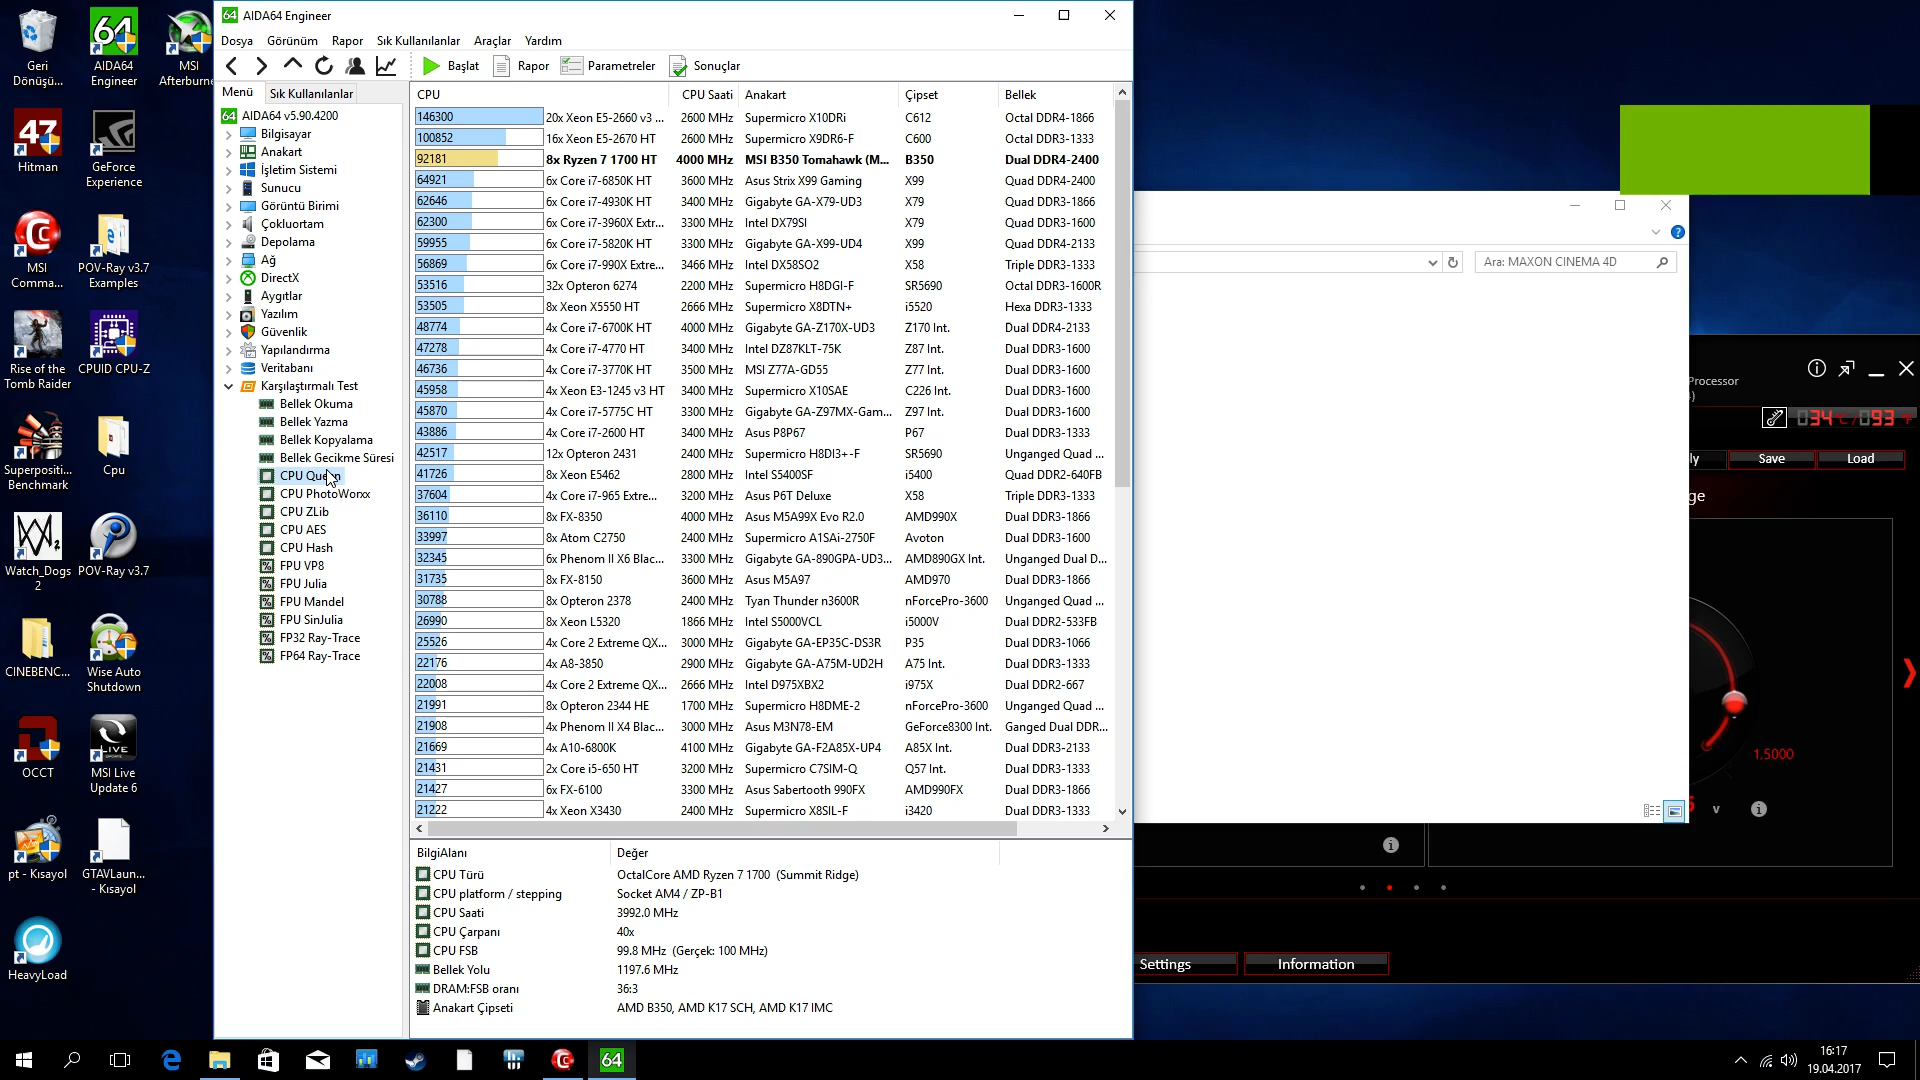 AIDA64 Engineer
Dosya Görünüm Rapor Sık Kullanılanlar Araçlar Yardım
Başlat Rapor Parametreler Sonuçlar
Menü Sık Kullanılanlar
AIDA64 v5.90.4200
Bilgisayar
Anakart
İşletim Sistemi
Sunucu
Görüntü Birimi
Çokluortam
Depolama
Ağ
DirectX
Aygıtlar
Yazılım
Güvenlik
Yapılandırma
Veritabanı
Karşılaştırmalı Test
Bellek Okuma
Bellek Yazma
Bellek Kopyalama
Bellek Gecikme Süresi
CPU Queen
CPU PhotoWorxx
CPU ZLib
CPU AES
CPU Hash
FPU VP8
FPU Julia
FPU Mandel
FPU SinJulia
FP32 Ray-Trace
FP64 Ray-Trace
CPU CPU Saati Anakart Çipset Bellek
146300 20x Xeon E5-2660 v3 ... 2600 MHz Supermicro X10DRi C612 Octal DDR4-1866
100852 16x Xeon E5-2670 HT 2600 MHz Supermicro X9DR6-F C600 Octal DDR3-1333
92181 8x Ryzen 7 1700 HT 4000 MHz MSI B350 Tomahawk (M... B350 Dual DDR4-2400
64921 6x Core i7-6850K HT 3600 MHz Asus Strix X99 Gaming X99 Quad DDR4-2400
62646 6x Core i7-4930K HT 3400 MHz Gigabyte GA-X79-UD3 X79 Quad DDR3-1866
62300 6x Core i7-3960X Extr... 3300 MHz Intel DX79SI X79 Quad DDR3-1600
59955 6x Core i7-5820K HT 3300 MHz Gigabyte GA-X99-UD4 X99 Quad DDR4-2133
56869 6x Core i7-990X Extre... 3466 MHz Intel DX58SO2 X58 Triple DDR3-1333
53516 32x Opteron 6274 2200 MHz Supermicro H8DGI-F SR5690 Octal DDR3-1600R
53505 8x Xeon X5550 HT 2666 MHz Supermicro X8DTN+ i5520 Hexa DDR3-1333
48774 4x Core i7-6700K HT 4000 MHz Gigabyte GA-Z170X-UD3 Z170 Int. Dual DDR4-2133
47278 4x Core i7-4770 HT 3400 MHz Intel DZ87KLT-75K Z87 Int. Dual DDR3-1600
46736 4x Core i7-3770K HT 3500 MHz MSI Z77A-GD55 Z77 Int. Dual DDR3-1600
45958 4x Xeon E3-1245 v3 HT 3400 MHz Supermicro X10SAE C226 Int. Dual DDR3-1600
45870 4x Core i7-5775C HT 3300 MHz Gigabyte GA-Z97MX-Gam... Z97 Int. Dual DDR3-1600
43886 4x Core i7-2600 HT 3400 MHz Asus P8P67 P67 Dual DDR3-1333
42517 12x Opteron 2431 2400 MHz Supermicro H8DI3+-F SR5690 Unganged Quad ...
41726 8x Xeon E5462 2800 MHz Intel S5400SF i5400 Quad DDR2-640FB
37604 4x Core i7-965 Extre... 3200 MHz Asus P6T Deluxe X58 Triple DDR3-1333
36110 8x FX-8350 4000 MHz Asus M5A99X Evo R2.0 AMD990X Dual DDR3-1866
33997 8x Atom C2750 2400 MHz Supermicro A1SAi-2750F Avoton Dual DDR3-1600
32345 6x Phenom II X6 Blac... 3300 MHz Gigabyte GA-890GPA-UD3... AMD890GX Int. Unganged Dual D...
31735 8x FX-8150 3600 MHz Asus M5A97 AMD970 Dual DDR3-1866
30788 8x Opteron 2378 2400 MHz Tyan Thunder n3600R nForcePro-3600 Unganged Quad ...
26990 8x Xeon L5320 1866 MHz Intel S5000VCL i5000V Dual DDR2-533FB
25526 4x Core 2 Extreme QX... 3000 MHz Gigabyte GA-EP35C-DS3R P35 Dual DDR3-1066
22176 4x A8-3850 2900 MHz Gigabyte GA-A75M-UD2H A75 Int. Dual DDR3-1333
22008 4x Core 2 Extreme QX... 2666 MHz Intel D975XBX2 i975X Dual DDR2-667
21991 8x Opteron 2344 HE 1700 MHz Supermicro H8DME-2 nForcePro-3600 Unganged Quad ...
21908 4x Phenom II X4 Blac... 3000 MHz Asus M3N78-EM GeForce8300 Int. Ganged Dual DDR...
21669 4x A10-6800K 4100 MHz Gigabyte GA-F2A85X-UP4 A85X Int. Dual DDR3-2133
21431 2x Core i5-650 HT 3200 MHz Supermicro C7SIM-Q Q57 Int. Dual DDR3-1333
21427 6x FX-6100 3300 MHz Asus Sabertooth 990FX AMD990FX Dual DDR3-1866
21222 4x Xeon X3430 2400 MHz Supermicro X8SIL-F i3420 Dual DDR3-1333
BilgiAlanı Değer
CPU Türü OctalCore AMD Ryzen 7 1700 (Summit Ridge)
CPU platform / stepping Socket AM4 / ZP-B1
CPU Saati 3992.0 MHz
CPU Çarpanı 40x
CPU FSB 99.8 MHz (Gerçek: 100 MHz)
Bellek Yolu 1197.6 MHz
DRAM:FSB oranı 36:3
Anakart Çipseti AMD B350, AMD K17 SCH, AMD K17 IMC
Geri Dönüşü...
AIDA64 Engineer
MSI Afterburne
Hitman
GeForce Experience
MSI Comma...
POV-Ray v3.7 Examples
Rise of the Tomb Raider
CPUID CPU-Z
Superpositi... Benchmark
Cpu
Watch_Dogs 2
POV-Ray v3.7
CINEBENC...
Wise Auto Shutdown
OCCT
MSI Live Update 6
pt - Kısayol
GTAVLaun... - Kısayol
HeavyLoad
Ara: MAXON CINEMA 4D
Processor
034 °C / 093 °F
ly Save Load
ge
1.5000
v
Settings Information
16:17
19.04.2017